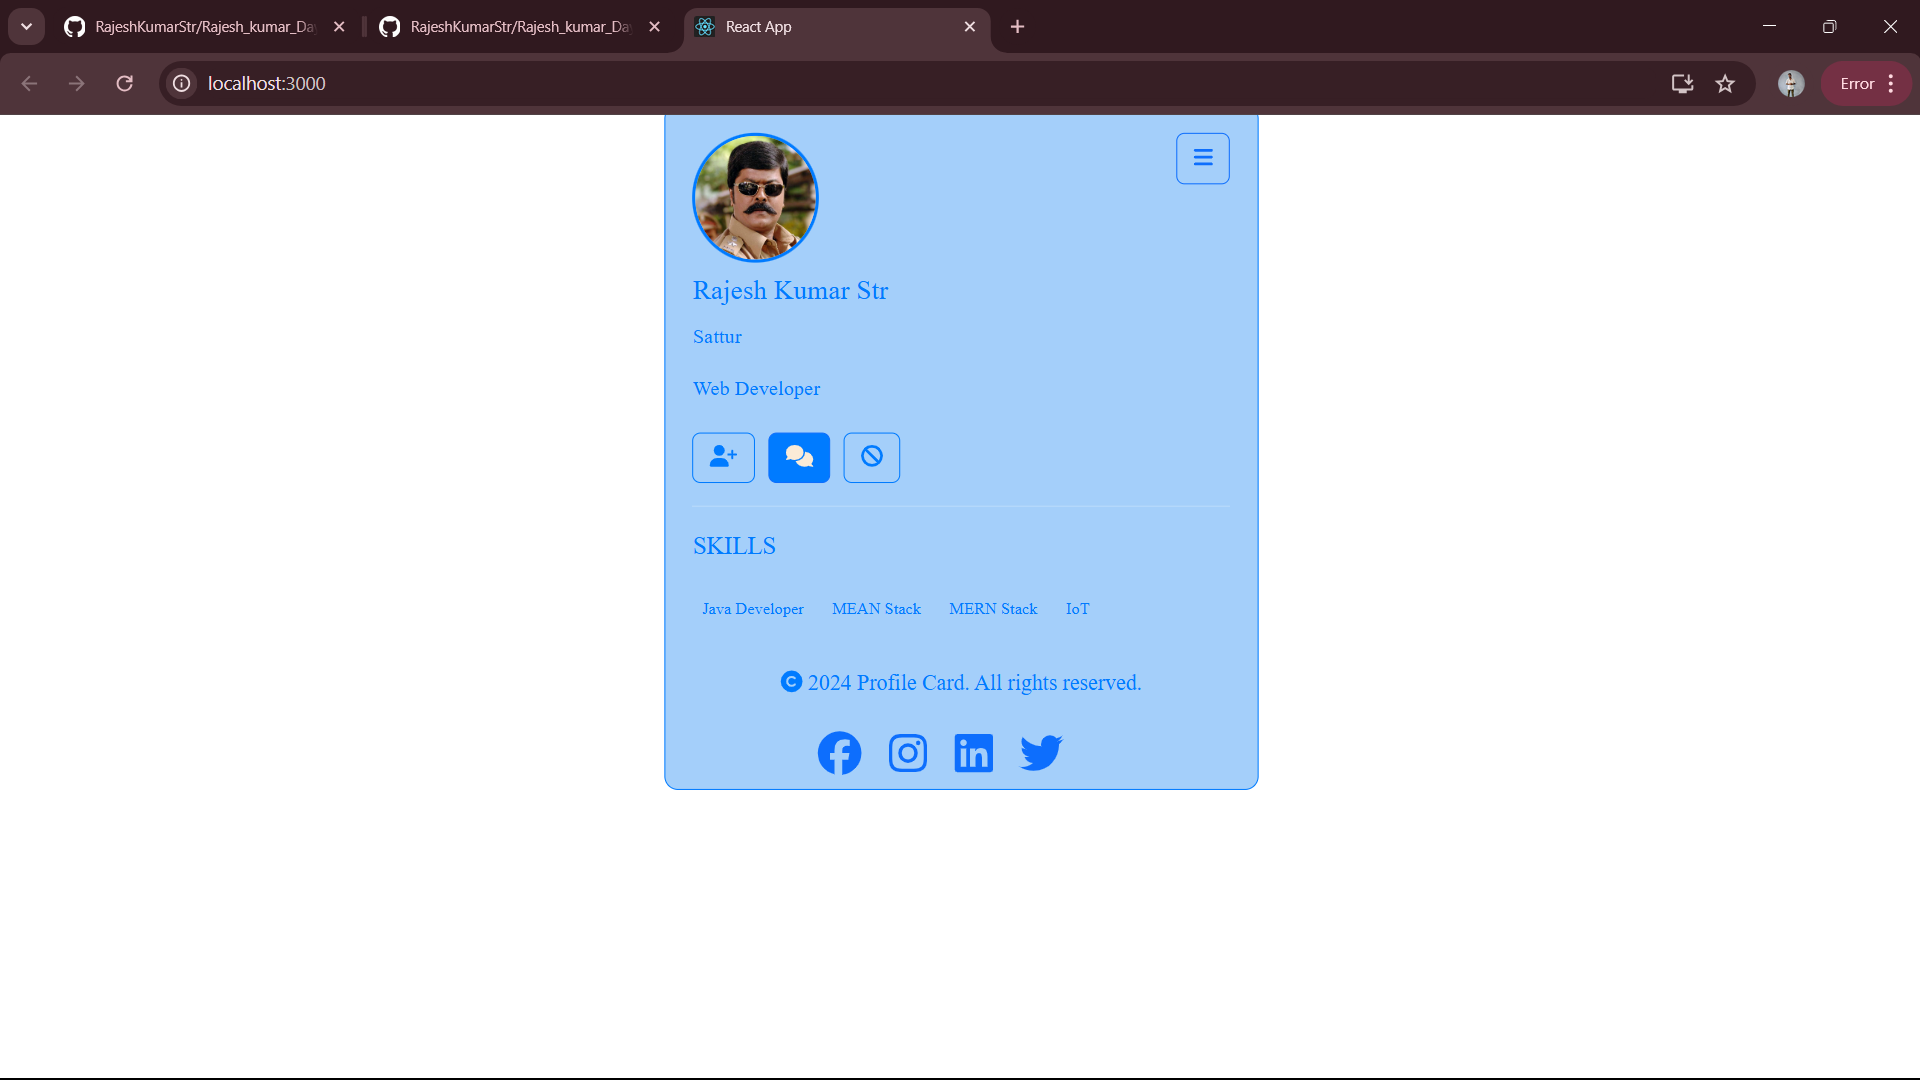 RajeshKumarStr/Rajesh_kumar_Da
RajeshKumarStr/Rajesh_kumar_Da
React App
localhost:3000
Error
Rajesh Kumar Str
Sattur
Web Developer
SKILLS
Java Developer MEAN Stack MERN Stack IoT
© 2024 Profile Card. All rights reserved.